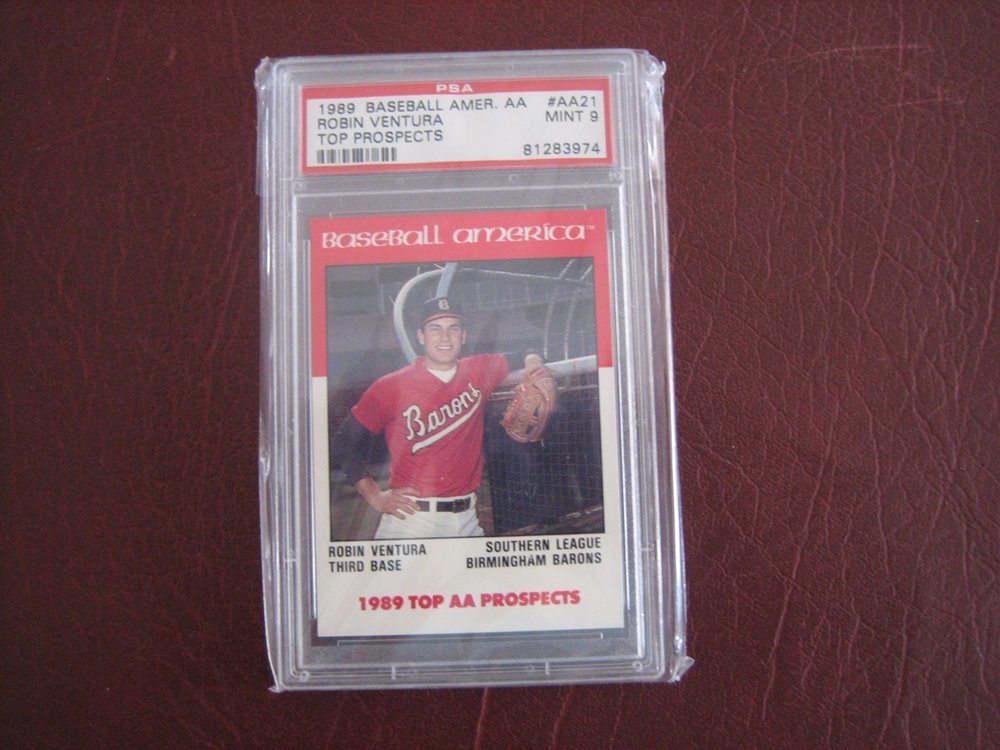 PSA
1989 BASEBALL AMER. AA #AA21
ROBIN VENTURA MINT 9
TOP PROSPECTS
81283974
Baseball america™
B
Barons
ROBIN VENTURA SOUTHERN LEAGUE
THIRD BASE BIRMINGHAM BARONS
1989 TOP AA PROSPECTS